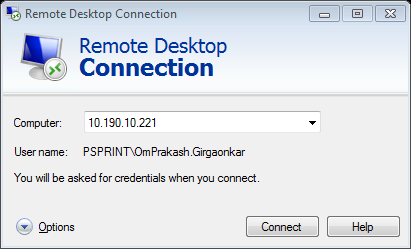 Remote Desktop Connection
Remote Desktop
Connection
Computer: 10.190.10.221
User name: PSPRINT\OmPrakash.Girgaonkar
You will be asked for credentials when you connect.
Options Connect Help